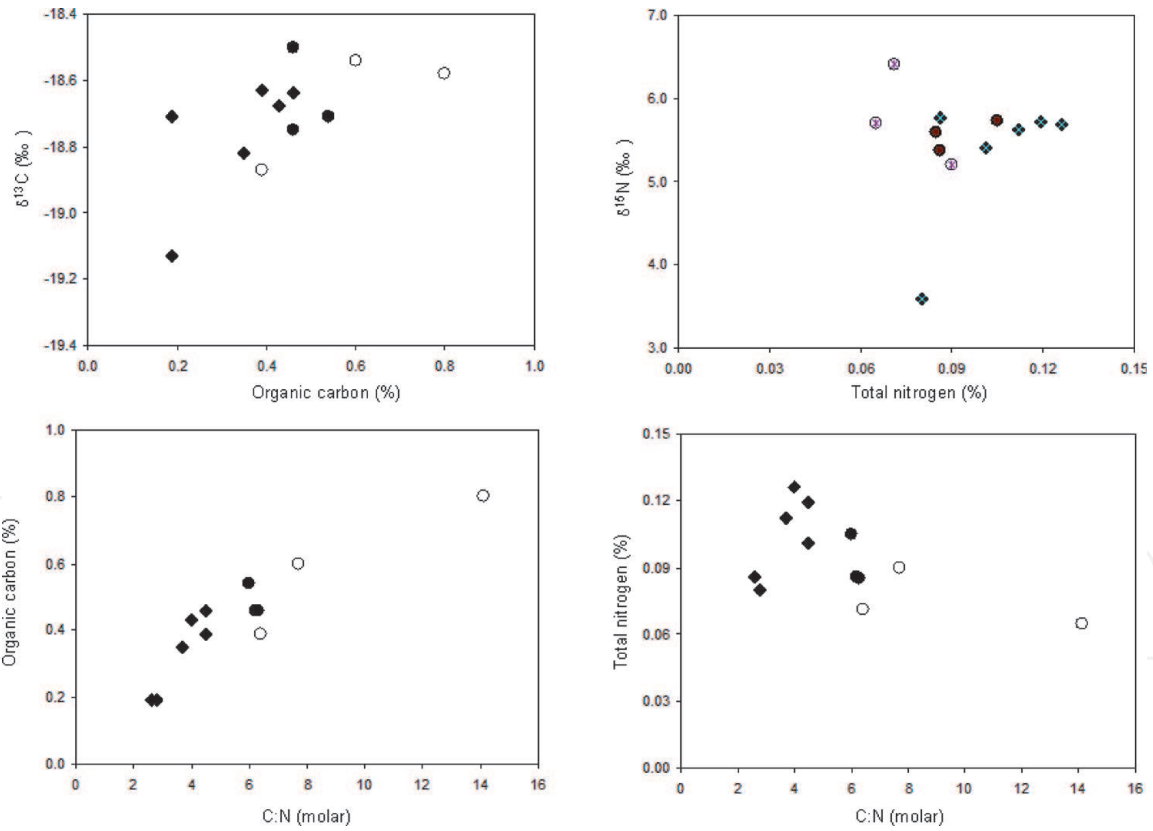 -18.4
-18.6
-18.8
-19.0
-19.2
-19.4
δ13C (‰)
0.0 0.2 0.4 0.6 0.8 1.0
Organic carbon (%)
7.0
6.0
5.0
4.0
3.0
δ15N (‰)
0.00 0.03 0.06 0.09 0.12 0.15
Total nitrogen (%)
1.0
0.8
0.6
0.4
0.2
0.0
Organic carbon (%)
0 2 4 6 8 10 12 14 16
C:N (molar)
0.15
0.12
0.09
0.06
0.03
0.00
Total nitrogen (%)
0 2 4 6 8 10 12 14 16
C:N (molar)